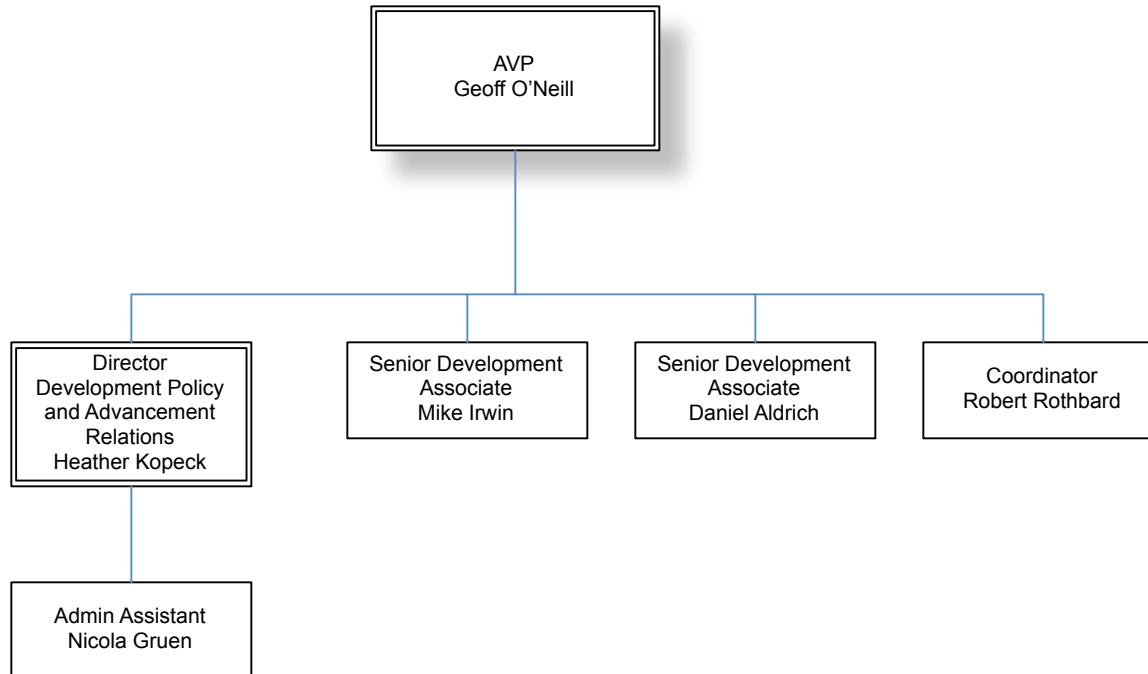 AVP
Geoff O’Neill
Director
Development Policy
and Advancement
Relations
Heather Kopeck
Senior Development
Associate
Mike Irwin
Senior Development
Associate
Daniel Aldrich
Coordinator
Robert Rothbard
Admin Assistant
Nicola Gruen